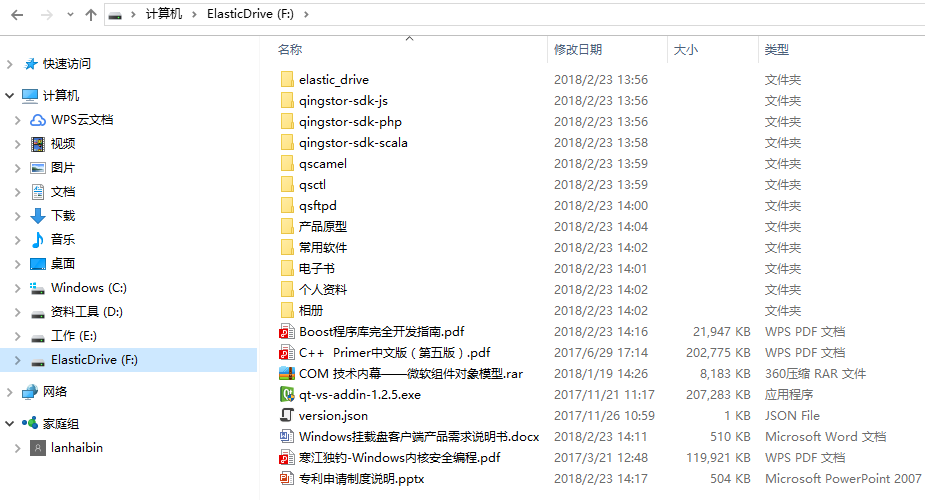 计算机 ElasticDrive (F:)
名称 修改日期 大小 类型
快速访问
计算机
WPS云文档
视频
图片
文档
下载
音乐
桌面
Windows (C:)
资料工具 (D:)
工作 (E:)
ElasticDrive (F:)
网络
家庭组
lanhaibin
elastic_drive 2018/2/23 13:56 文件夹
qingstor-sdk-js 2018/2/23 13:56 文件夹
qingstor-sdk-php 2018/2/23 13:56 文件夹
qingstor-sdk-scala 2018/2/23 13:58 文件夹
qscamel 2018/2/23 13:59 文件夹
qsctl 2018/2/23 13:59 文件夹
qsftpd 2018/2/23 14:00 文件夹
产品原型 2018/2/23 14:04 文件夹
常用软件 2018/2/23 14:02 文件夹
电子书 2018/2/23 14:01 文件夹
个人资料 2018/2/23 14:02 文件夹
相册 2018/2/23 14:02 文件夹
Boost程序库完全开发指南.pdf 2018/2/23 14:16 21,947 KB WPS PDF 文档
C++ Primer中文版（第五版）.pdf 2017/6/29 17:14 202,775 KB WPS PDF 文档
COM 技术内幕——微软组件对象模型.rar 2018/1/19 14:26 8,183 KB 360压缩 RAR 文件
qt-vs-addin-1.2.5.exe 2017/11/21 11:17 207,283 KB 应用程序
version.json 2017/11/26 10:59 1 KB JSON File
Windows挂载盘客户端产品需求说明书.docx 2018/2/23 14:11 510 KB Microsoft Word 文档
寒江独钓-Windows内核安全编程.pdf 2017/3/21 12:48 119,921 KB WPS PDF 文档
专利申请制度说明.pptx 2018/2/23 14:17 504 KB Microsoft PowerPoint 2007